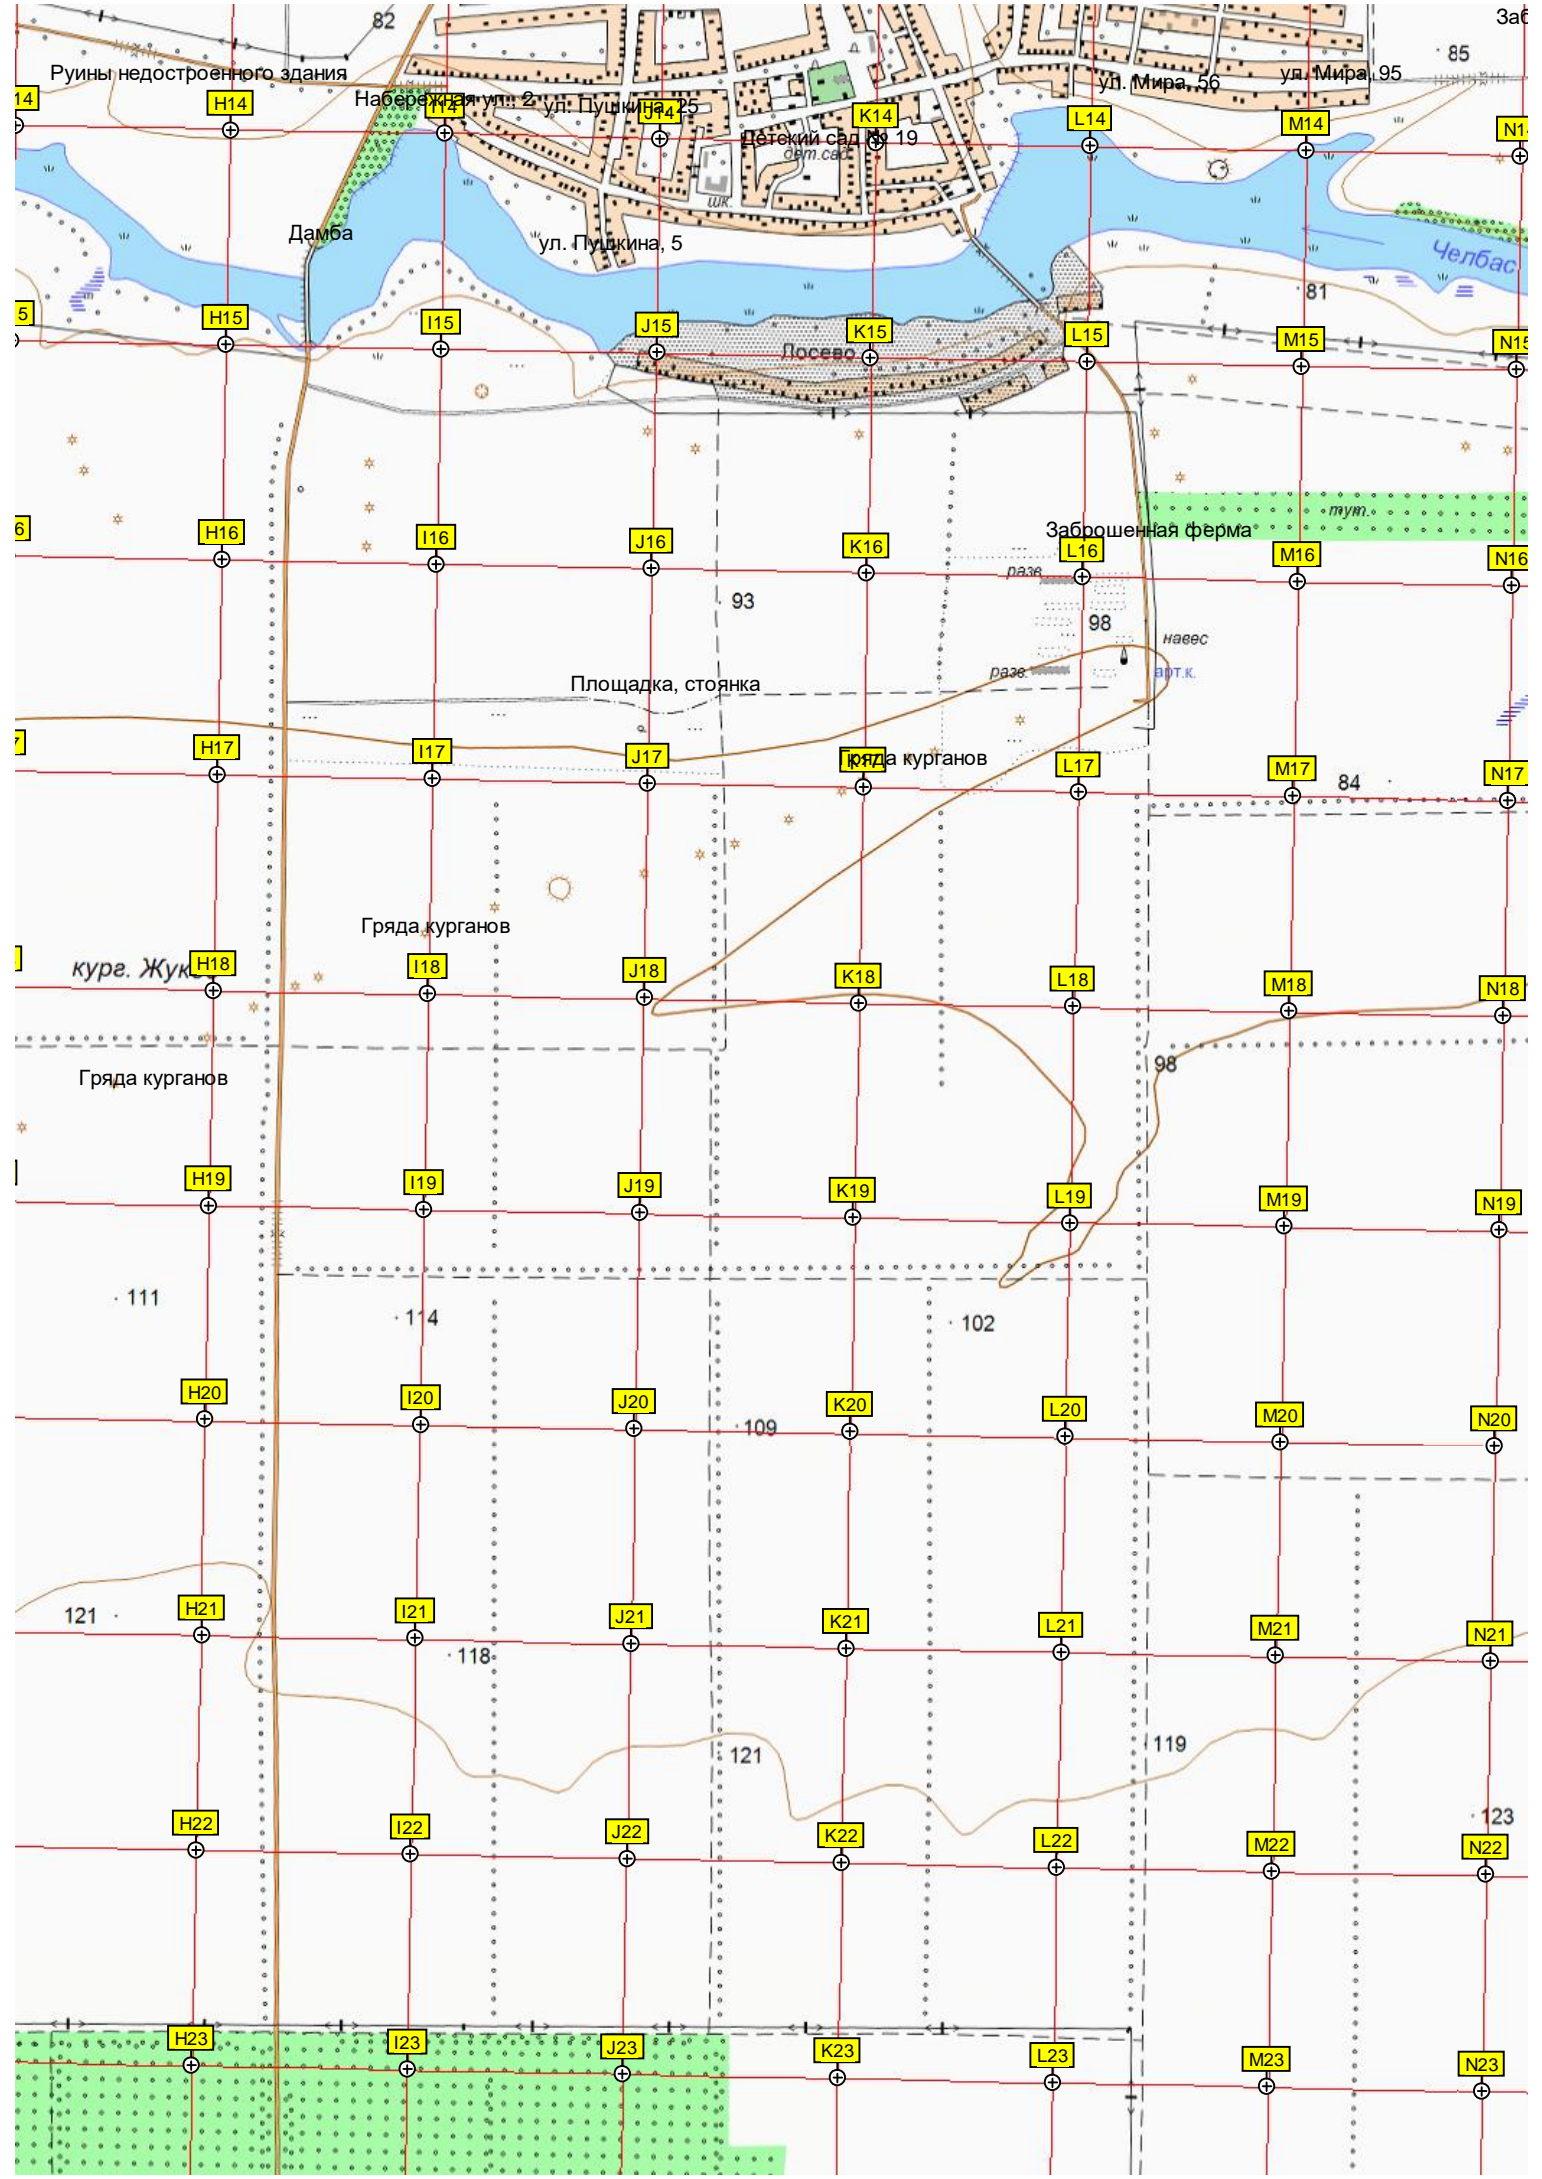 82
Заб
85
Руины недостроенного здания
ул. Мира, 56
ул. Мира, 95
14
H14
Набережная ул., 2
I14
ул. Пушкина, 25
J14
K14
L14
M14
N14
Детский сад № 19
дет.сад
шк.
Дамба
ул. Пушкина, 5
Челбас
81
5
H15
I15
J15
K15
L15
M15
N15
Лосево
тут.
6
H16
I16
J16
K16
Заброшенная ферма
L16
M16
N16
разв.
93
98
навес
разв.
арт.к.
Площадка, стоянка
7
H17
I17
J17
Гряда курганов
L17
M17
N17
84
Гряда курганов
кург. Жук
H18
I18
J18
K18
L18
M18
N18
98
Гряда курганов
H19
I19
J19
K19
L19
M19
N19
111
114
102
H20
I20
J20
109
K20
L20
M20
N20
121
H21
I21
J21
K21
L21
M21
N21
118
121
119
123
H22
I22
J22
K22
L22
M22
N22
H23
I23
J23
K23
L23
M23
N23